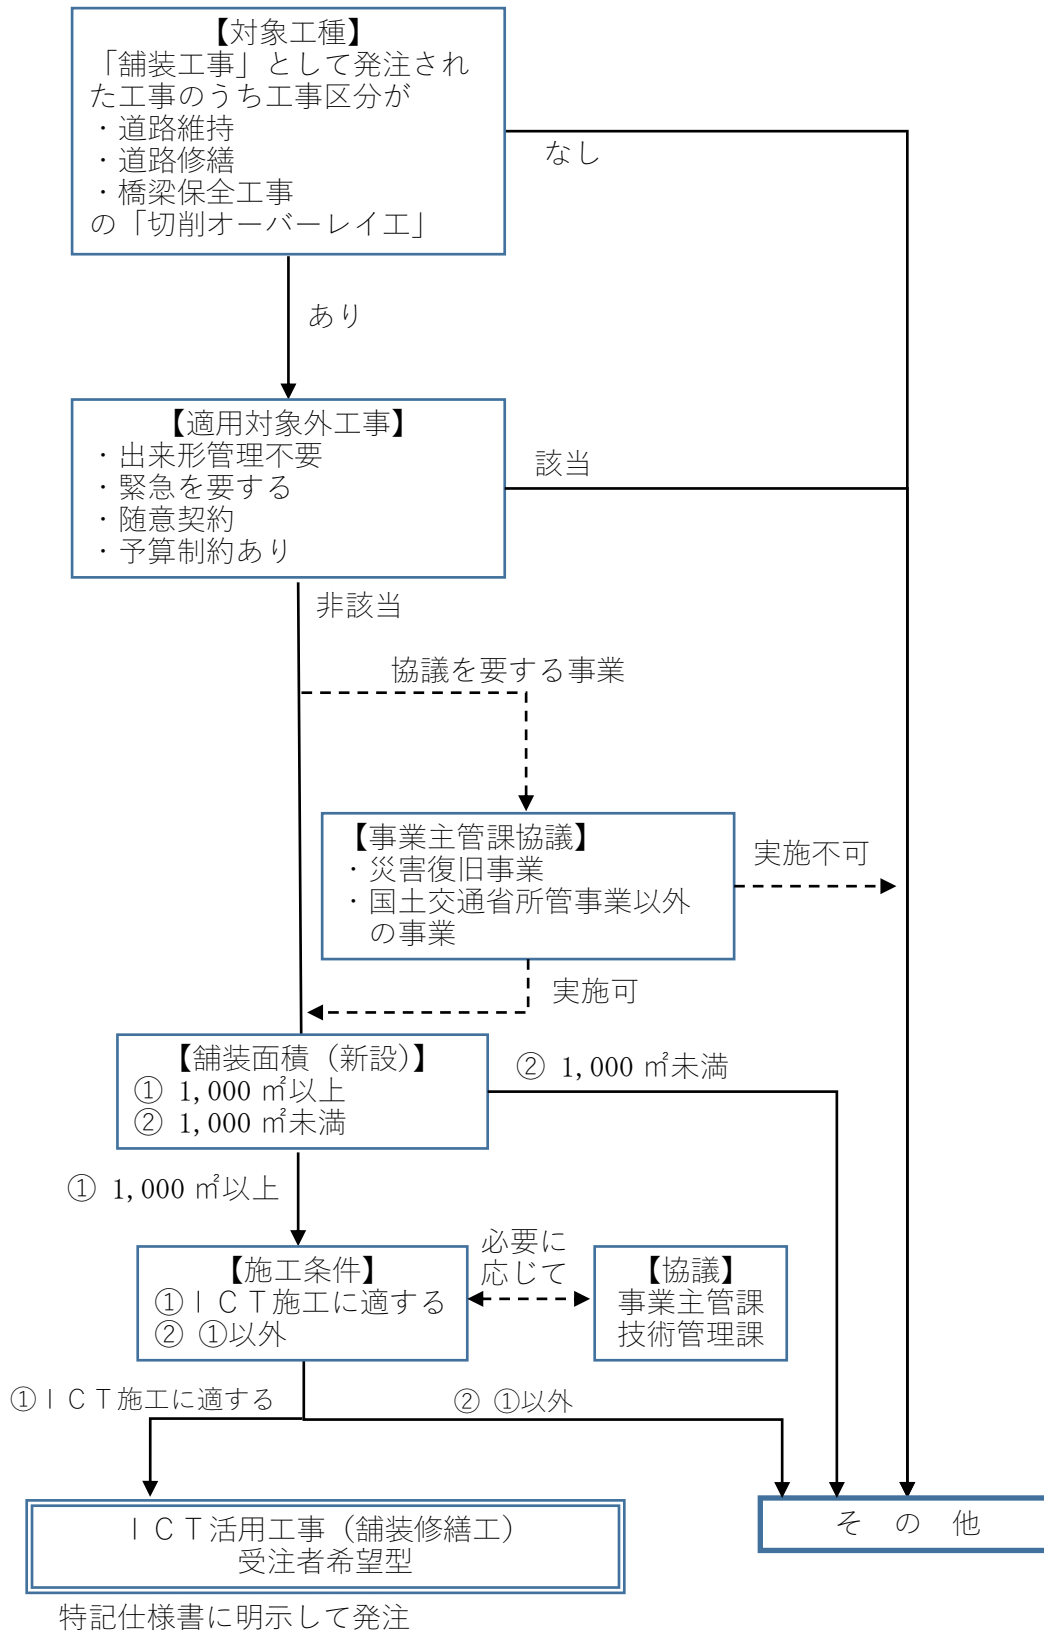 【対象工種】
「舗装工事」として発注され
た工事のうち工事区分が
・道路維持
・道路修繕
・橋梁保全工事
の「切削オーバーレイ工」
なし
あり
【適用対象外工事】
・出来形管理不要
・緊急を要する
・随意契約
・予算制約あり
該当
非該当
協議を要する事業
【事業主管課協議】
・災害復旧事業
・国土交通省所管事業以外
の事業
実施不可
実施可
【舗装面積（新設）】
① 1,000 ㎡以上
② 1,000 ㎡未満
② 1,000 ㎡未満
① 1,000 ㎡以上
【施工条件】
①ＩＣＴ施工に適する
② ①以外
必要に
応じて
【協議】
事業主管課
技術管理課
①ＩＣＴ施工に適する
② ①以外
ＩＣＴ活用工事（舗装修繕工）
受注者希望型
そ の 他
特記仕様書に明示して発注